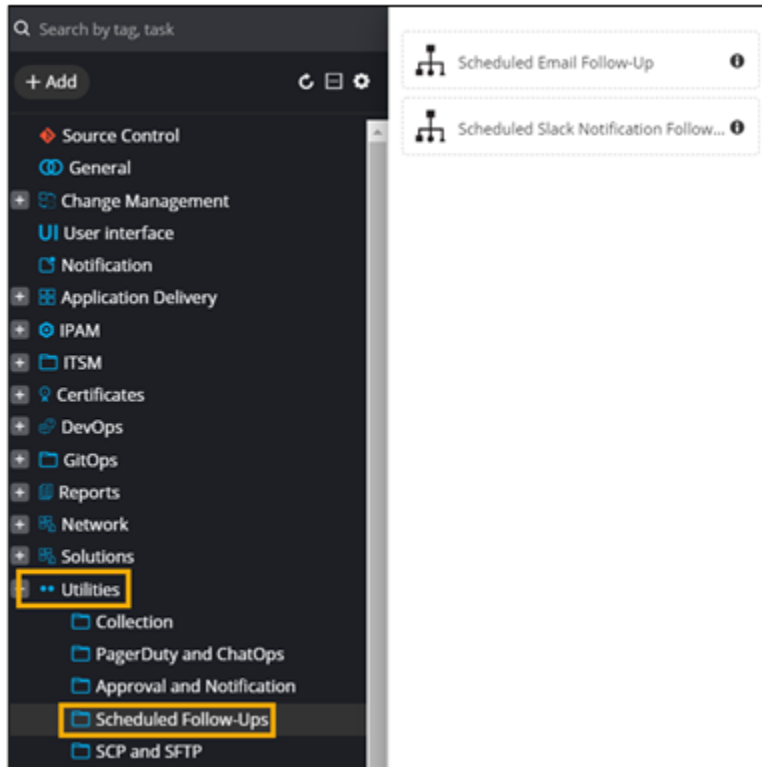 Search by tag, task
+ Add
Source Control
General
Change Management
UI User interface
Notification
Application Delivery
IPAM
ITSM
Certificates
DevOps
GitOps
Reports
Network
Solutions
Utilities
Collection
PagerDuty and ChatOps
Approval and Notification
Scheduled Follow-Ups
SCP and SFTP
Scheduled Email Follow-Up
Scheduled Slack Notification Follow...